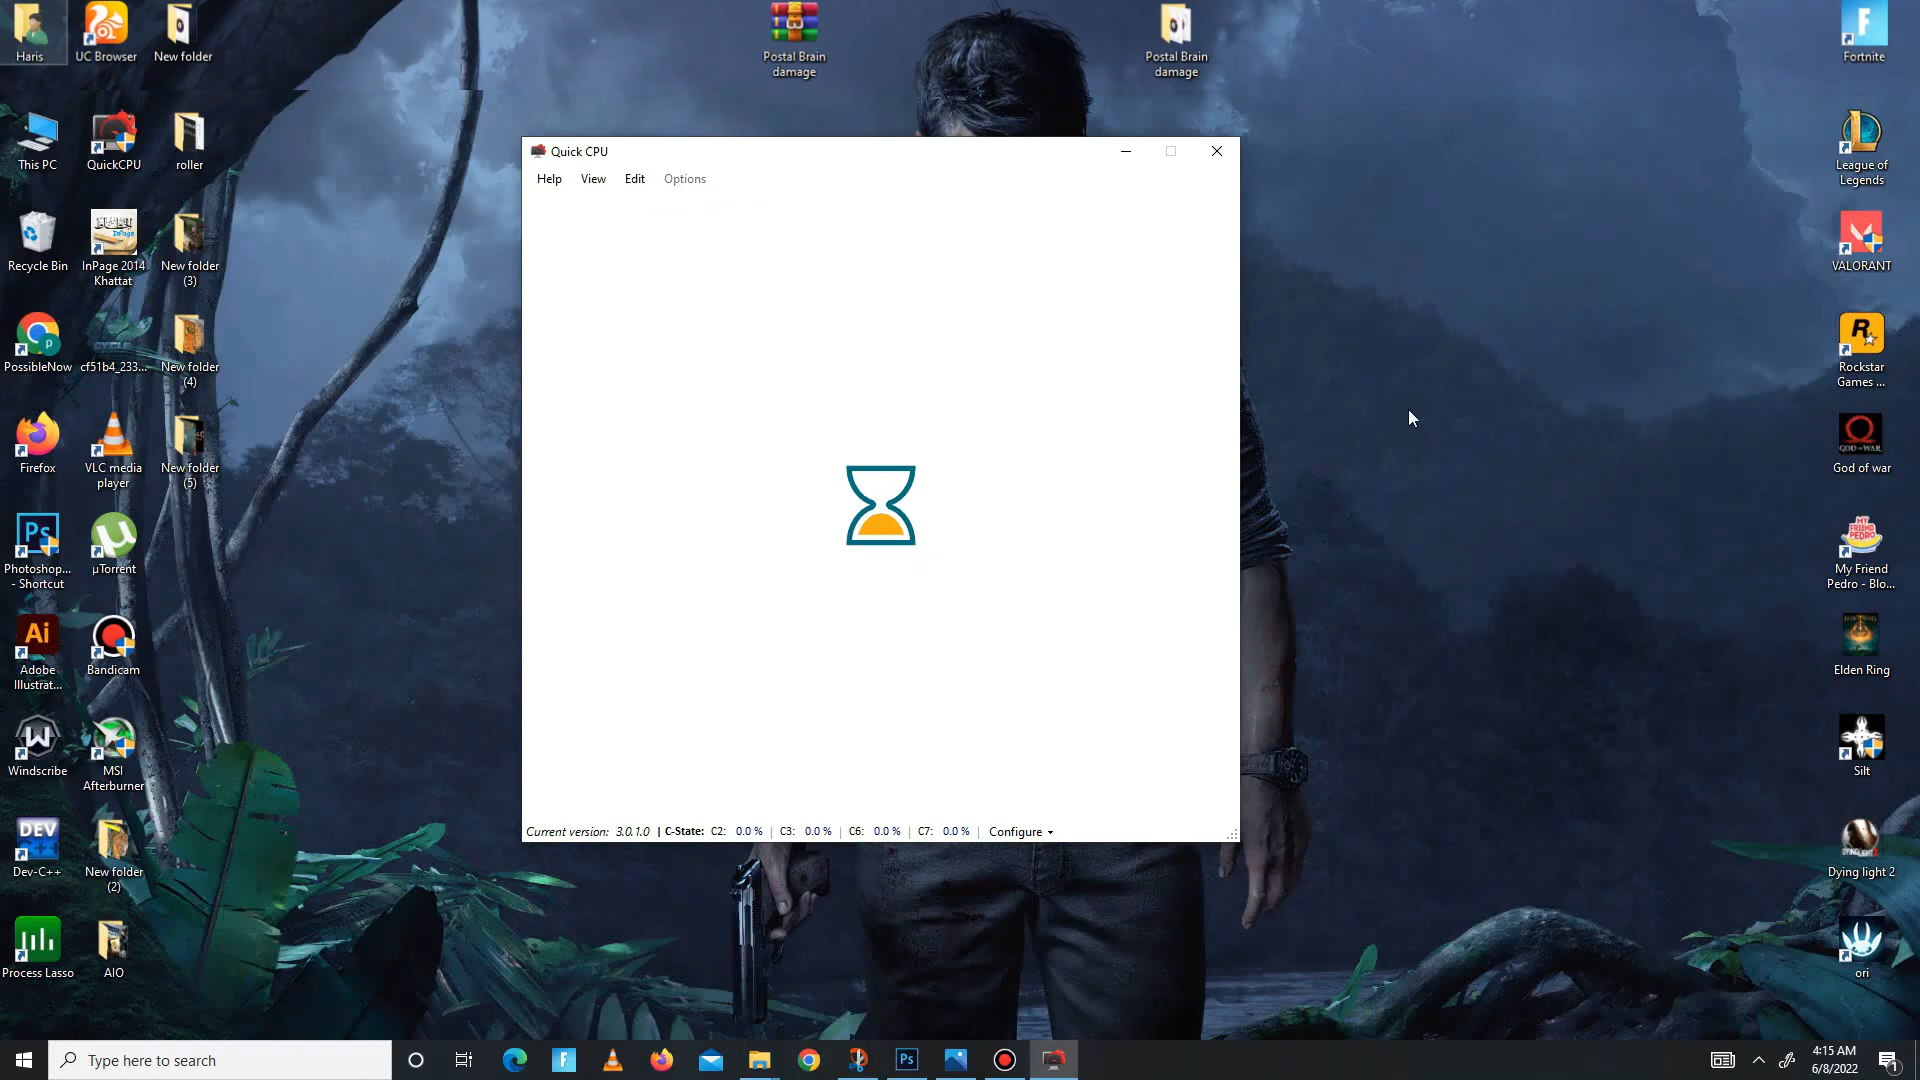 Haris
UC Browser
New folder
Postal Brain
damage
Postal Brain
damage
Fortnite
This PC
QuickCPU
roller
League of
Legends
Recycle Bin
InPage 2014
Khattat
New folder
(3)
VALORANT
PossibleNow
cf51b4_233...
New folder
(4)
Rockstar
Games ...
Firefox
VLC media
player
New folder
(5)
God of war
Photoshop...
- Shortcut
µTorrent
My Friend
Pedro - Blo...
Adobe
Illustrat...
Bandicam
Elden Ring
Windscribe
MSI
Afterburner
Silt
Dev-C++
New folder
(2)
Dying light 2
Process Lasso
AIO
ori
Quick CPU
Help View Edit Options
Current version: 3.0.1.0 | C-State: C2: 0.0 % | C3: 0.0 % | C6: 0.0 % | C7: 0.0 % | Configure
Type here to search
4:15 AM
6/8/2022
1